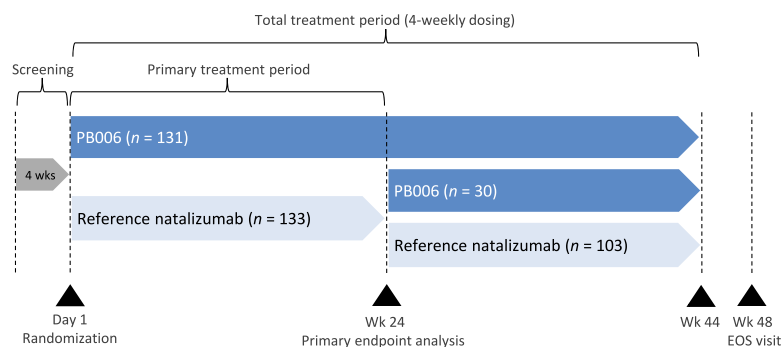 Total treatment period (4-weekly dosing)
Screening
Primary treatment period
PB006 (n = 131)
4 wks
PB006 (n = 30)
Reference natalizumab (n = 133)
Reference natalizumab (n = 103)
Day 1
Randomization
Wk 24
Primary endpoint analysis
Wk 44
Wk 48
EOS visit